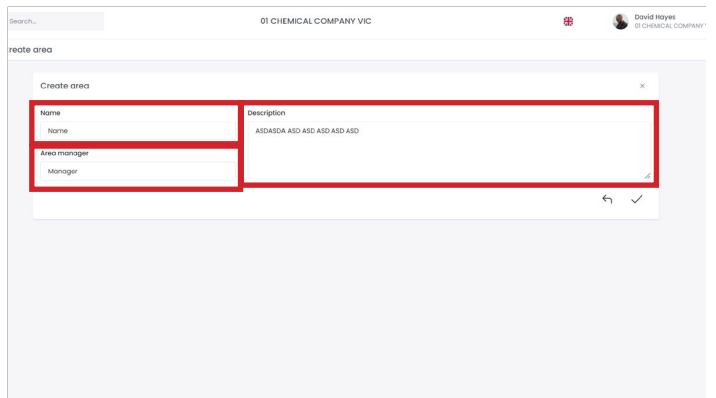 Search...
01 CHEMICAL COMPANY VIC
David Hayes
01 CHEMICAL COMPANY
reate area
Create area
Name
Name
Description
ASDASDA ASD ASD ASD ASD ASD
Area manager
Manager